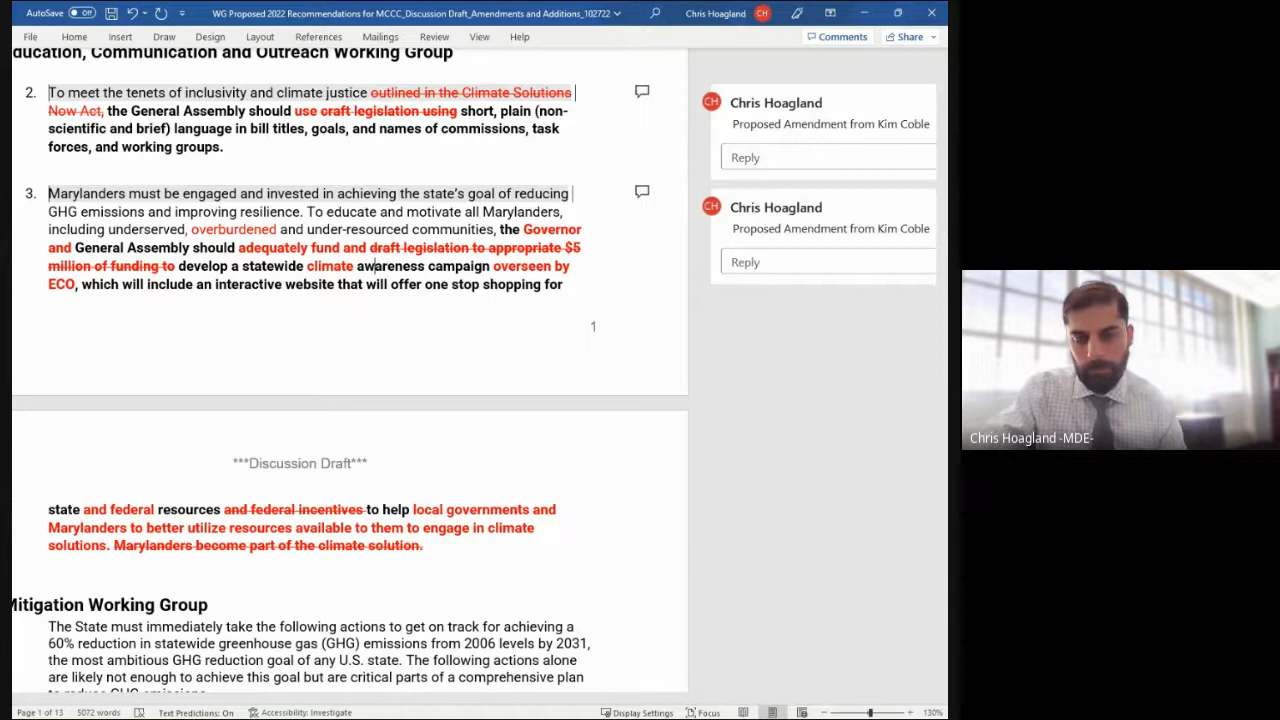 AutoSave Off WG Proposed 2022 Recommendations for MCCC_Discussion Draft_Amendments and Additions_102722 Chris Hoagland CH
File Home Insert Draw Design Layout References Mailings Review View Help Comments Share
ducation, Communication and Outreach Working Group
2. To meet the tenets of inclusivity and climate justice outlined in the Climate Solutions
Now Act, the General Assembly should use craft legislation using short, plain (non-
scientific and brief) language in bill titles, goals, and names of commissions, task
forces, and working groups.
CH Chris Hoagland
Proposed Amendment from Kim Coble
Reply
3. Marylanders must be engaged and invested in achieving the state's goal of reducing
GHG emissions and improving resilience. To educate and motivate all Marylanders,
including underserved, overburdened and under-resourced communities, the Governor
and General Assembly should adequately fund and draft legislation to appropriate $5
million of funding to develop a statewide climate awareness campaign overseen by
ECO, which will include an interactive website that will offer one stop shopping for
CH Chris Hoagland
Proposed Amendment from Kim Coble
Reply
1
***Discussion Draft***
state and federal resources and federal incentives to help local governments and
Marylanders to better utilize resources available to them to engage in climate
solutions. Marylanders become part of the climate solution.
Mitigation Working Group
The State must immediately take the following actions to get on track for achieving a
60% reduction in statewide greenhouse gas (GHG) emissions from 2006 levels by 2031,
the most ambitious GHG reduction goal of any U.S. state. The following actions alone
are likely not enough to achieve this goal but are critical parts of a comprehensive plan
to reduce GHG emissions
Page 1 of 13 5072 words Text Predictions: On Accessibility: Investigate Display Settings Focus 130%
Chris Hoagland -MDE-